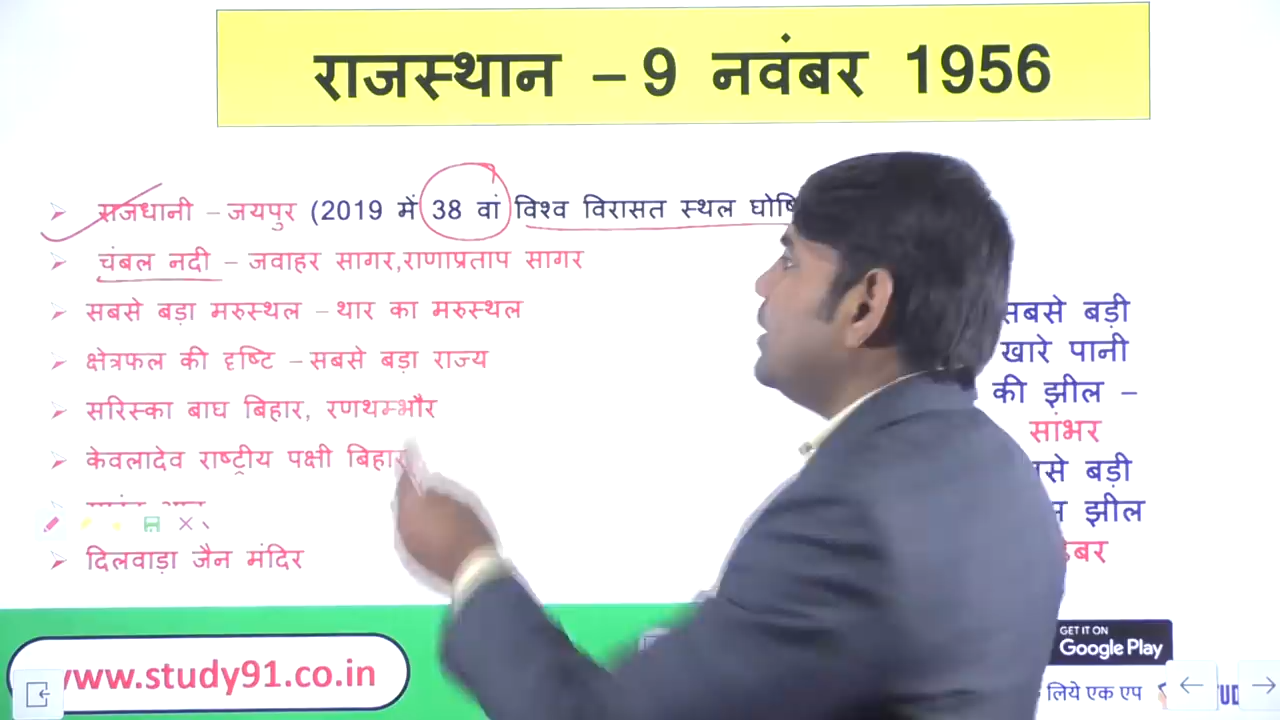 राजस्थान – 9 नवंबर 1956
राजधानी – जयपुर (2019 में 38 वां विश्व विरासत स्थल
चंबल नदी – जवाहर सागर,राणाप्रताप सागर
सबसे बड़ा मरुस्थल – थार का मरुस्थल
क्षेत्रफल की दृष्टि – सबसे बड़ा राज्य
सरिस्का बाघ बिहार, रणथम्भौर
केवलादेव राष्ट्रीय पक्षी बिहार
दिलवाड़ा जैन मंदिर
सबसे बड़ी
खारे पानी
की झील –
सांभर
बड़ी
झील
www.study91.co.in
GET IT ON
Google Play
लिये एक एप